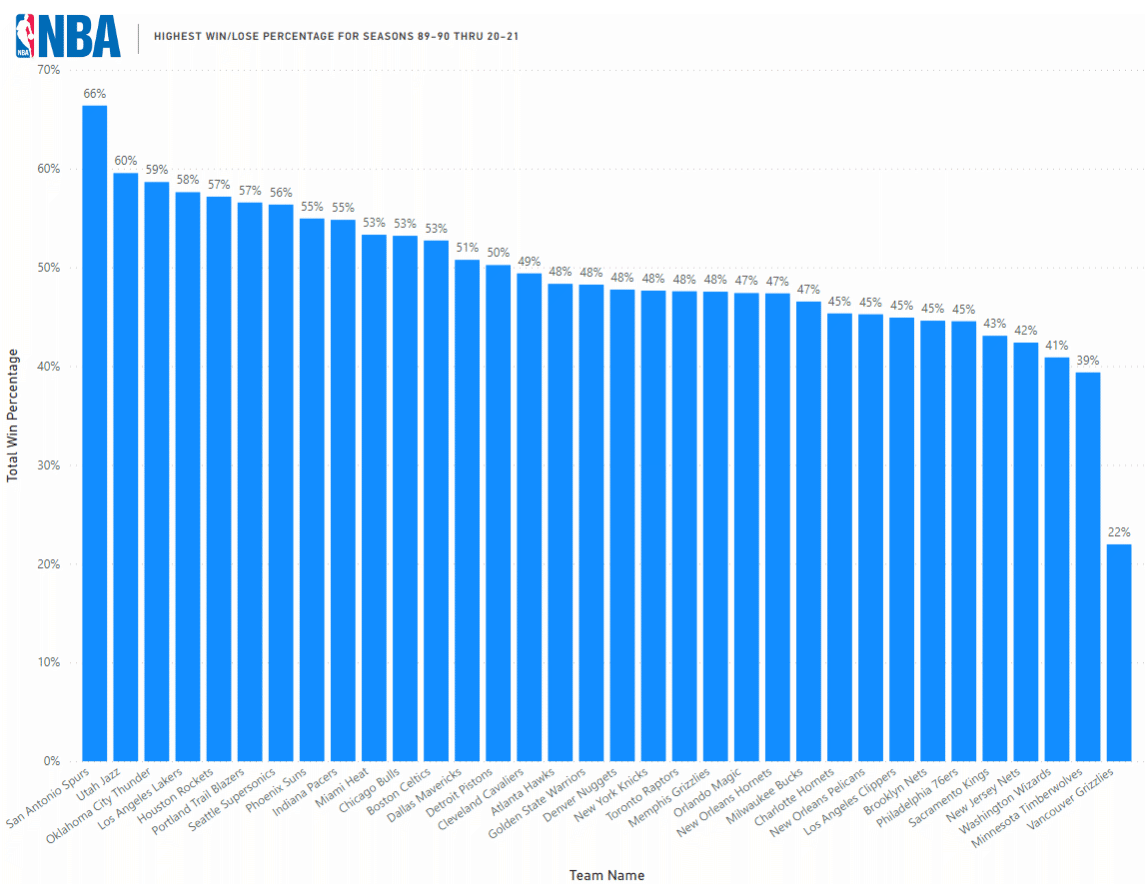 NBA
NBA
HIGHEST WIN/LOSE PERCENTAGE FOR SEASONS 89–90 THRU 20–21
70%
60%
50%
40%
30%
20%
10%
0%
Total Win Percentage
66%
60%
59%
58%
57%
57%
56%
55%
55%
53%
53%
53%
51%
50%
49%
48%
48%
48%
48%
48%
48%
47%
47%
47%
45%
45%
45%
45%
45%
43%
42%
41%
39%
22%
San Antonio Spurs
Utah Jazz
Oklahoma City Thunder
Los Angeles Lakers
Houston Rockets
Portland Trail Blazers
Seattle Supersonics
Phoenix Suns
Indiana Pacers
Miami Heat
Chicago Bulls
Boston Celtics
Dallas Mavericks
Detroit Pistons
Cleveland Cavaliers
Atlanta Hawks
Golden State Warriors
Denver Nuggets
New York Knicks
Toronto Raptors
Memphis Grizzlies
Orlando Magic
New Orleans Hornets
Milwaukee Bucks
Charlotte Hornets
New Orleans Pelicans
Los Angeles Clippers
Brooklyn Nets
Philadelphia 76ers
Sacramento Kings
New Jersey Nets
Washington Wizards
Minnesota Timberwolves
Vancouver Grizzlies
Team Name